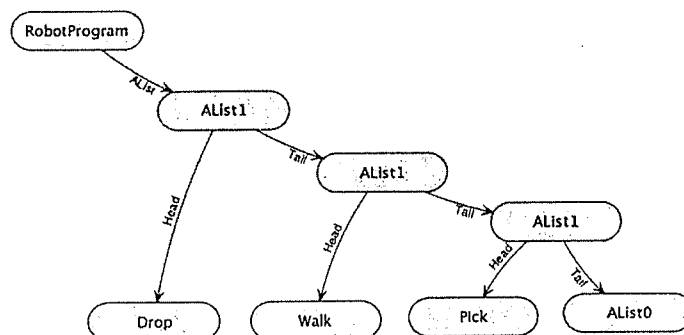 RobotProgram
AList
AList1
Tail
AList1
Head
Tail
Head
AList1
Head
Tail
Drop
Walk
Pick
AList0